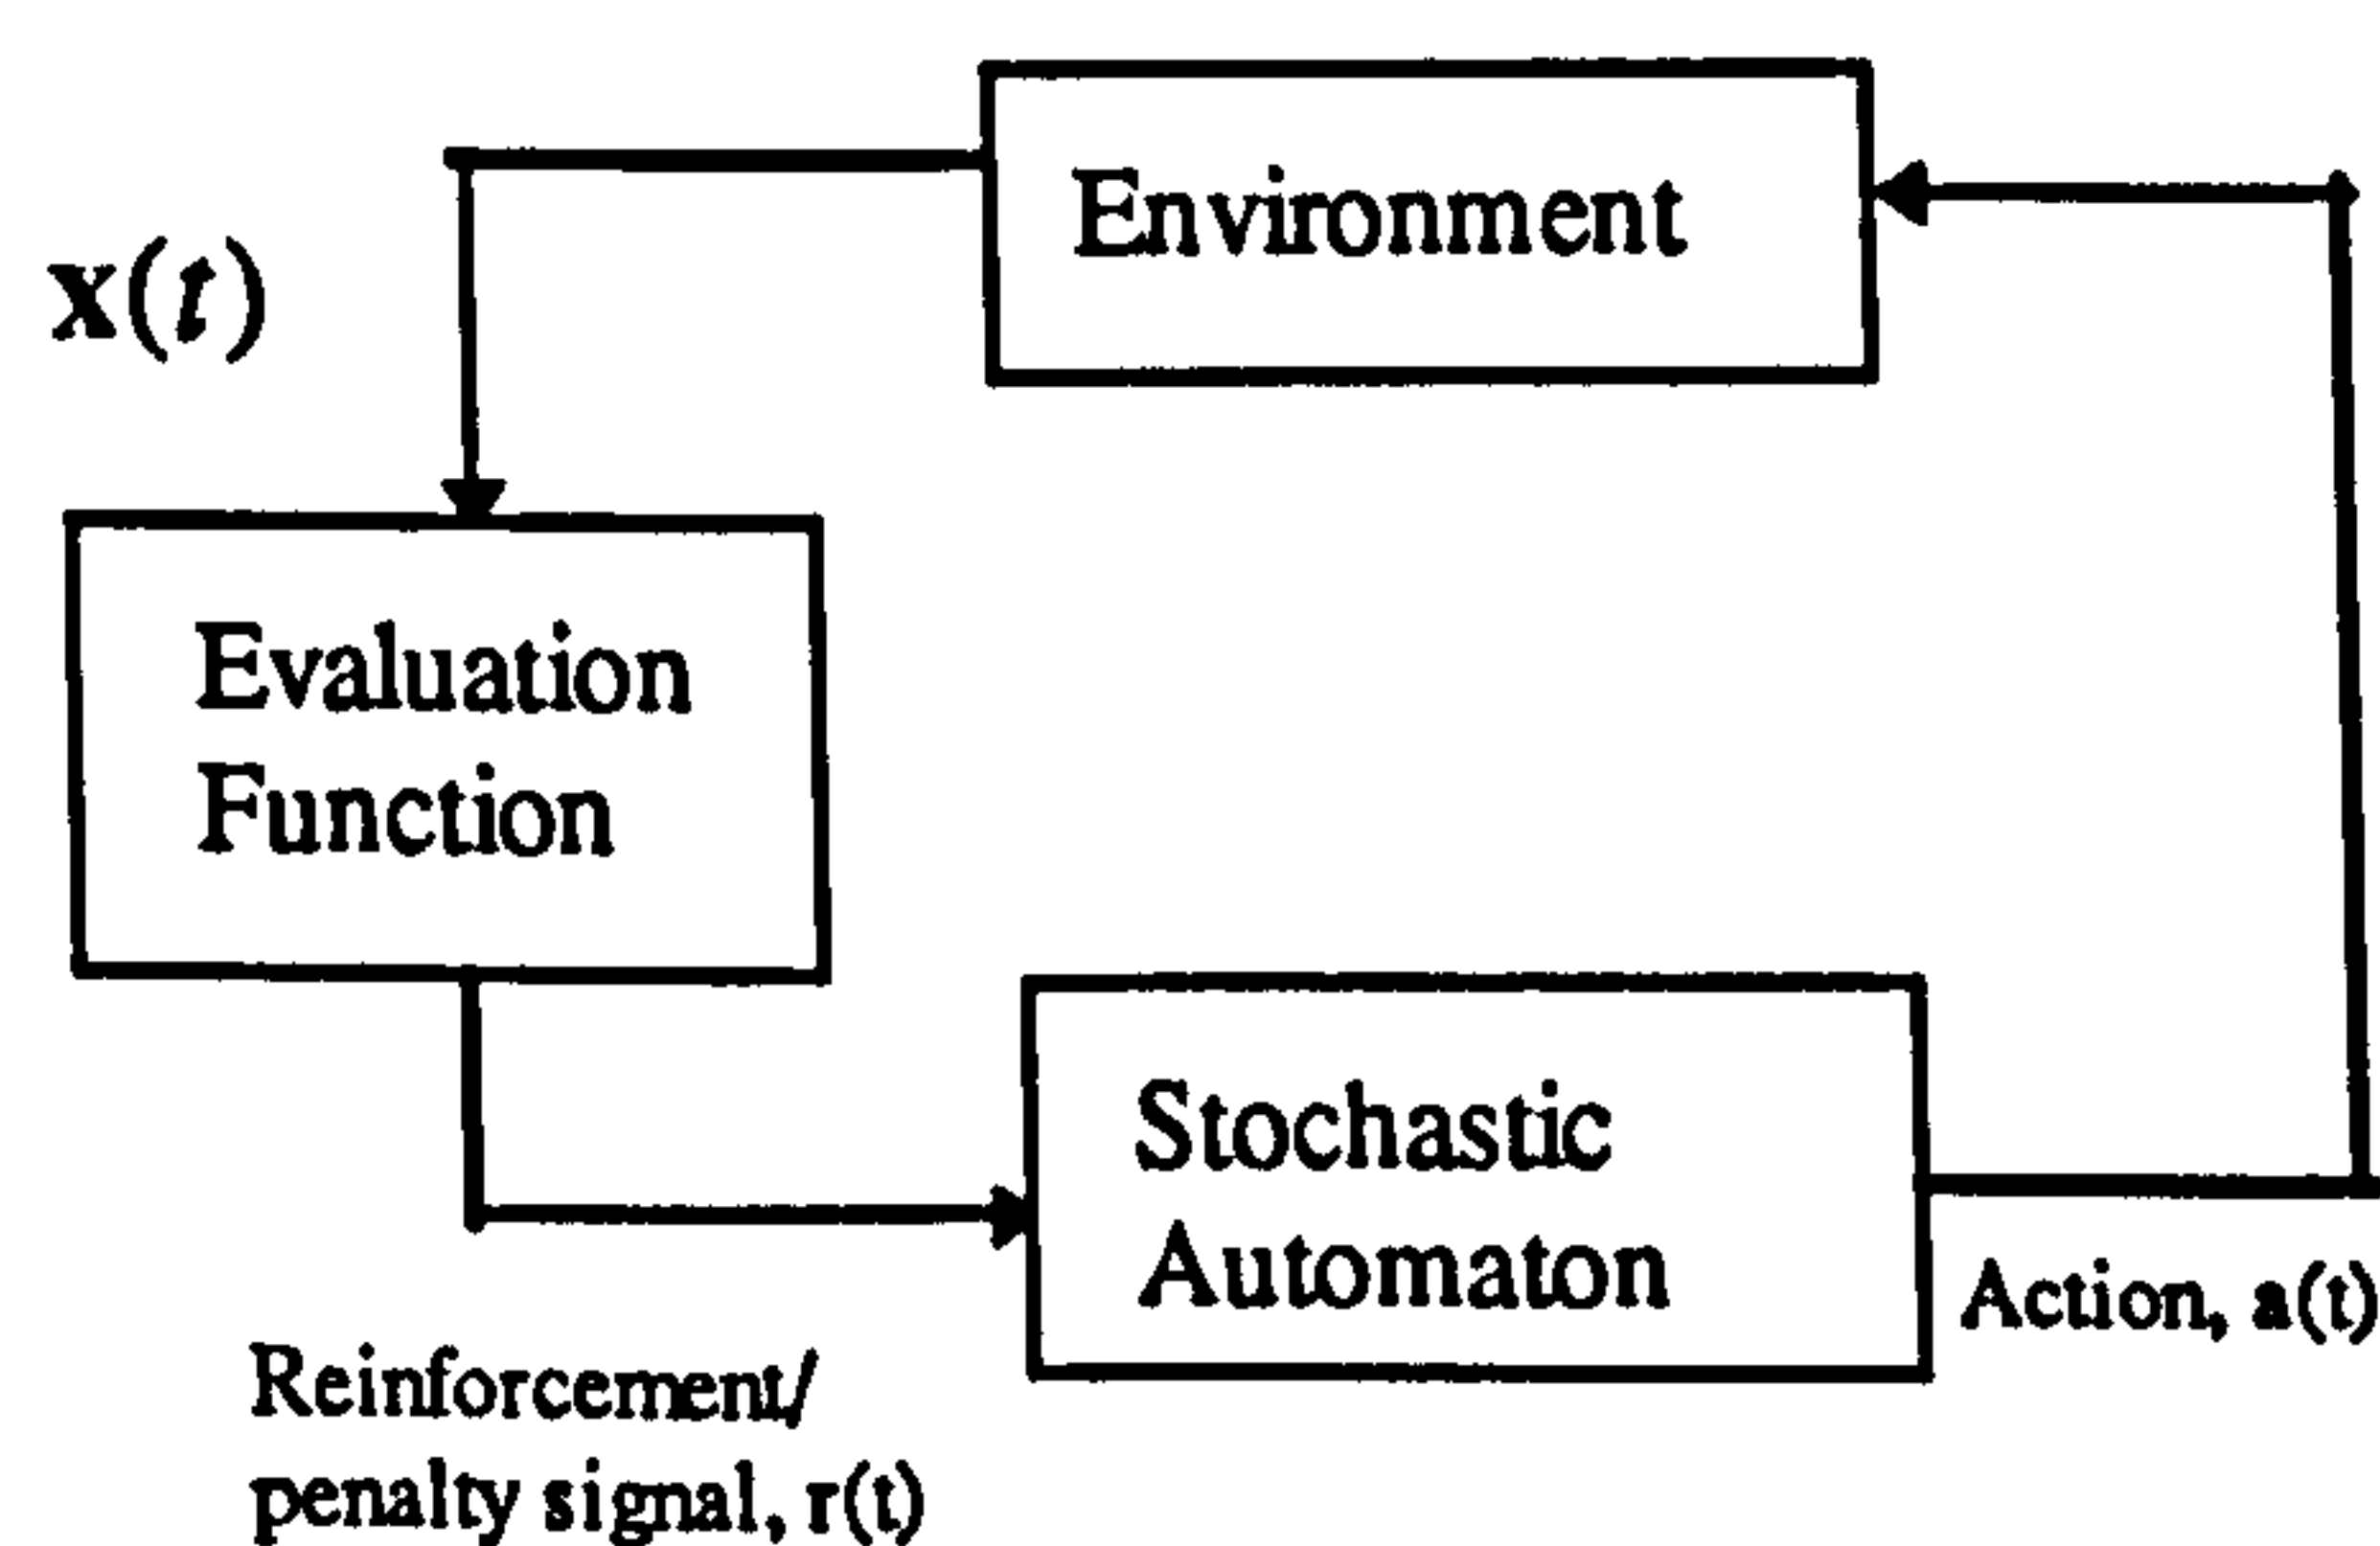 Environment
x(t)
Evaluation
Function
Stochastic
Automaton
Action, a(t)
Reinforcement/
penalty signal, r(t)